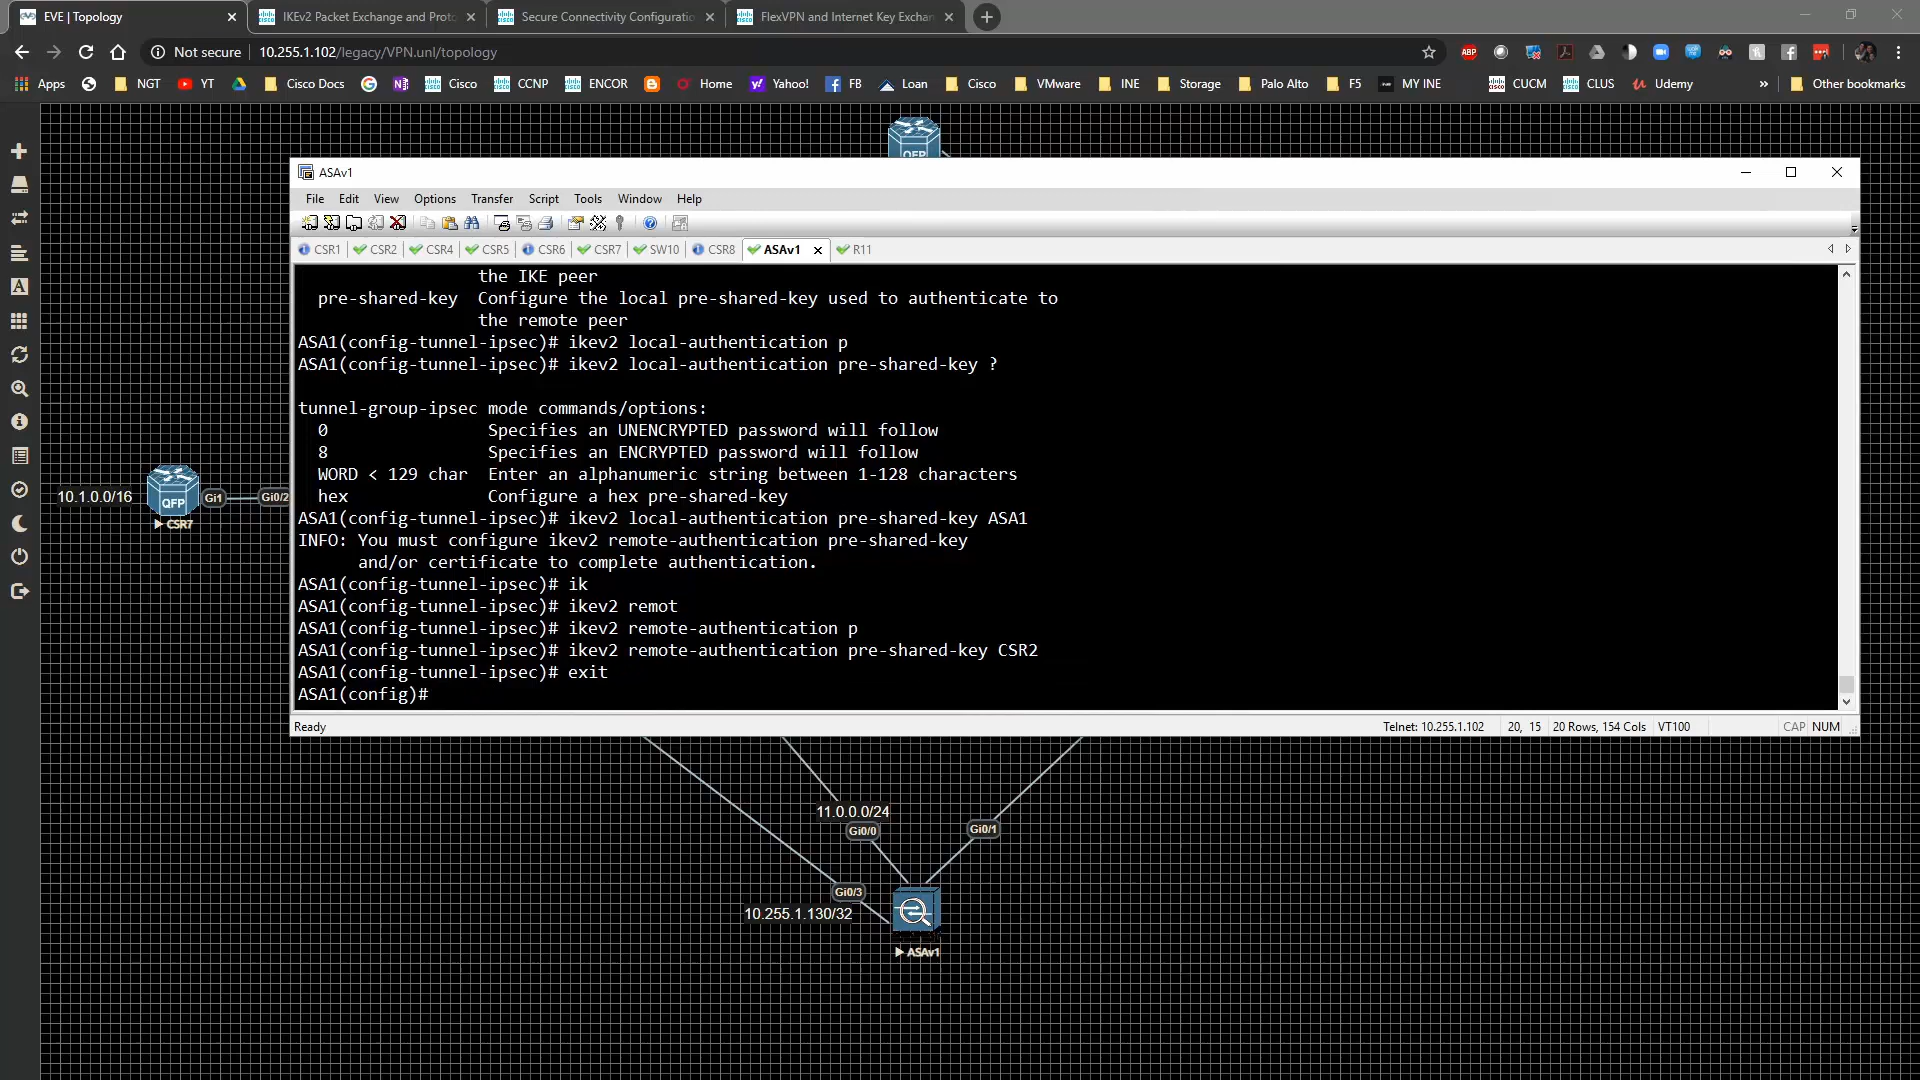 EVE | Topology
IKEv2 Packet Exchange and Proto
Secure Connectivity Configuratio
FlexVPN and Internet Key Exchan
Not secure
10.255.1.102/legacy/VPN.unl/topology
ABP
Apps
NGT
YT
Cisco Docs
Cisco
CCNP
ENCOR
Home
Yahoo!
FB
Loan
Cisco
VMware
INE
Storage
Palo Alto
F5
MY INE
CUCM
CLUS
Udemy
»
Other bookmarks
QFP
ASAv1
File
Edit
View
Options
Transfer
Script
Tools
Window
Help
CSR1
CSR2
CSR4
CSR5
CSR6
CSR7
SW10
CSR8
ASAv1
R11
the IKE peer
pre-shared-key  Configure the local pre-shared-key used to authenticate to
the remote peer
ASA1(config-tunnel-ipsec)# ikev2 local-authentication p
ASA1(config-tunnel-ipsec)# ikev2 local-authentication pre-shared-key ?
tunnel-group-ipsec mode commands/options:
0                Specifies an UNENCRYPTED password will follow
8                Specifies an ENCRYPTED password will follow
WORD < 129 char  Enter an alphanumeric string between 1-128 characters
hex              Configure a hex pre-shared-key
ASA1(config-tunnel-ipsec)# ikev2 local-authentication pre-shared-key ASA1
INFO: You must configure ikev2 remote-authentication pre-shared-key
and/or certificate to complete authentication.
ASA1(config-tunnel-ipsec)# ik
ASA1(config-tunnel-ipsec)# ikev2 remot
ASA1(config-tunnel-ipsec)# ikev2 remote-authentication p
ASA1(config-tunnel-ipsec)# ikev2 remote-authentication pre-shared-key CSR2
ASA1(config-tunnel-ipsec)# exit
ASA1(config)#
Ready
Telnet: 10.255.1.102
20, 15
20 Rows, 154 Cols
VT100
CAP
NUM
10.1.0.0/16
QFP
Gi1
Gi0/2
CSR7
11.0.0.0/24
Gi0/0
Gi0/1
Gi0/3
10.255.1.130/32
ASAv1